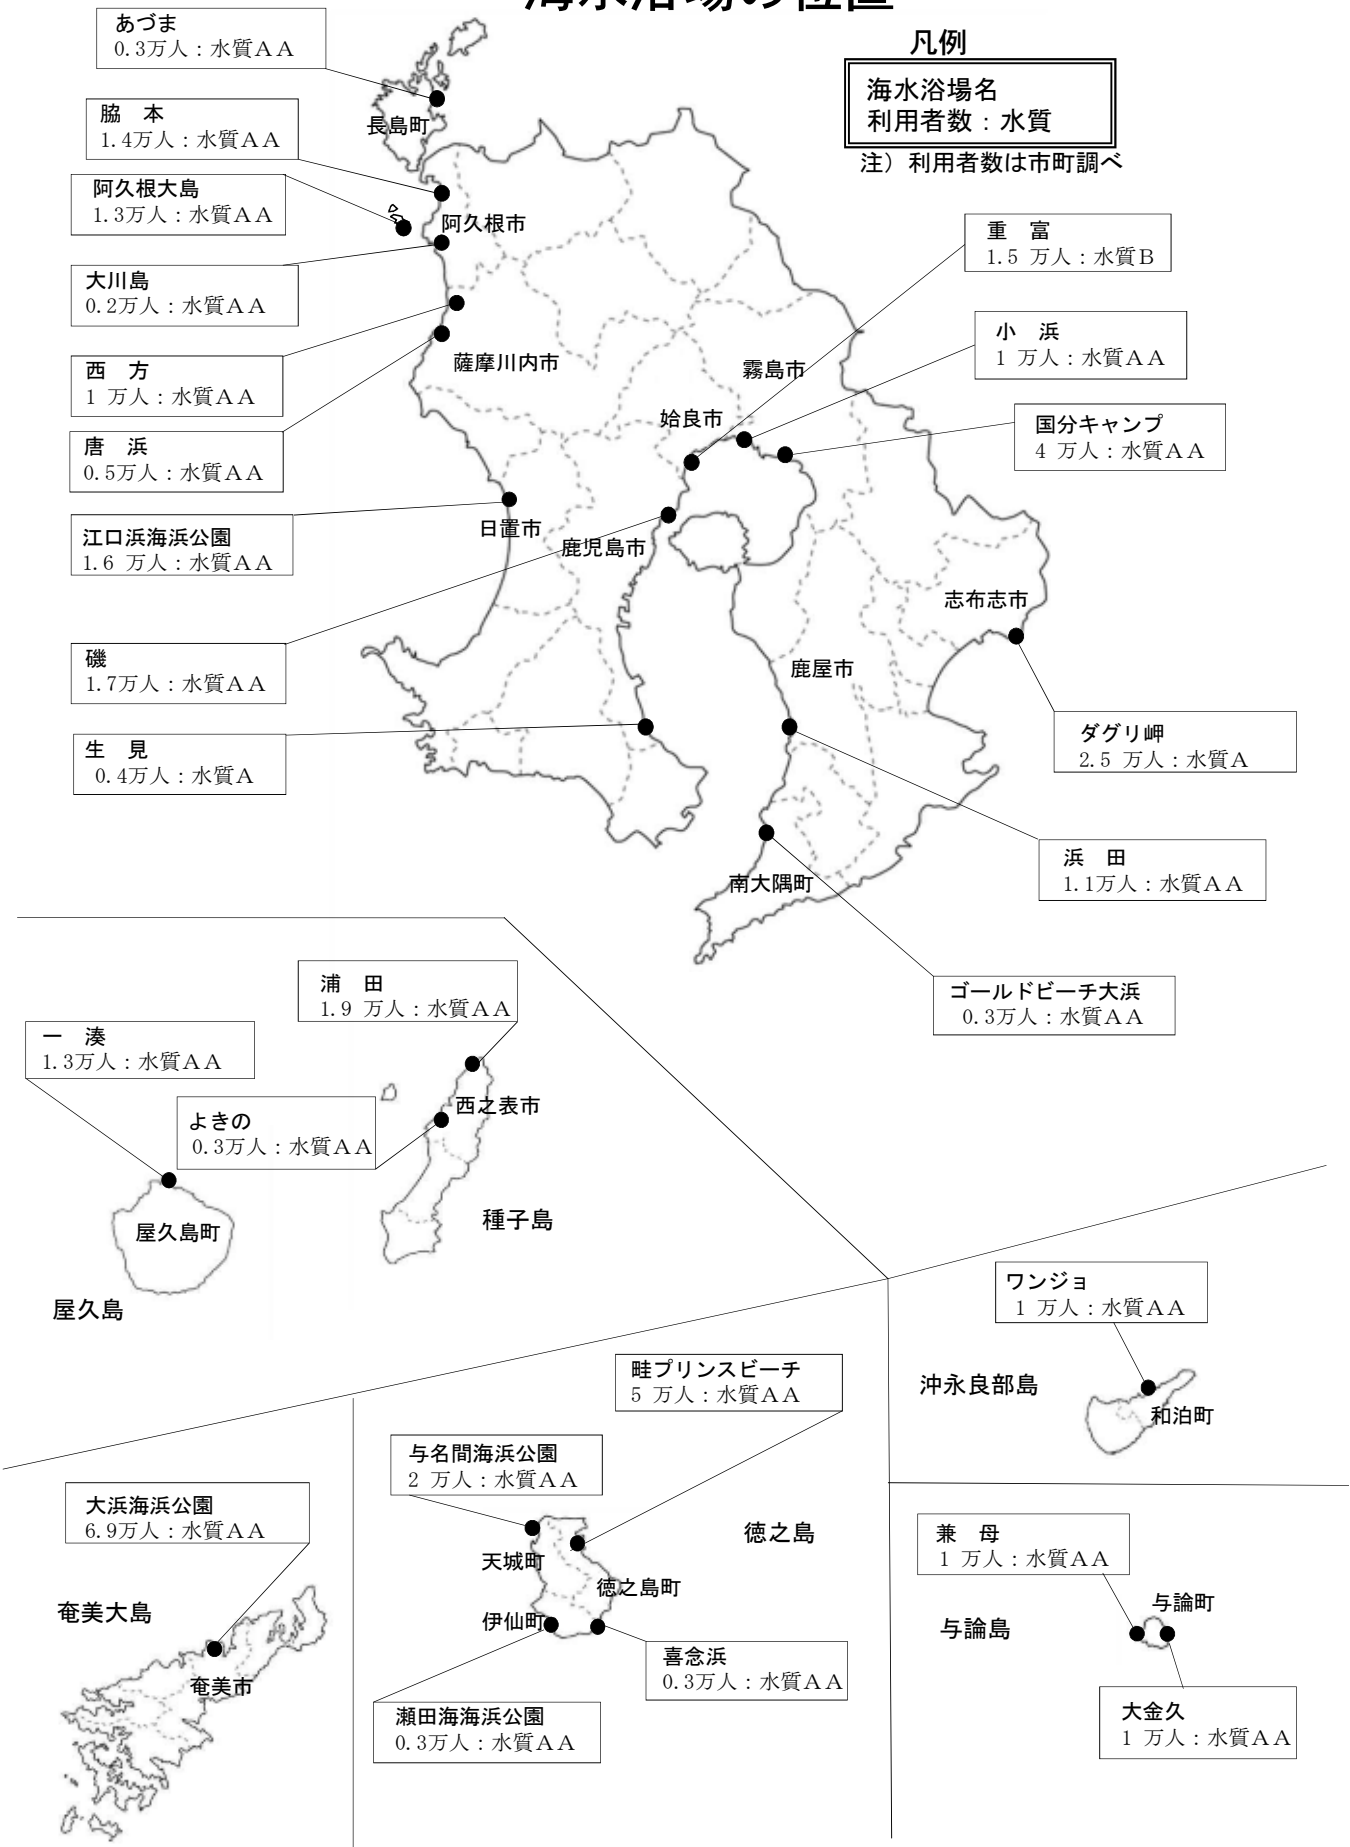 海水浴場の位置
凡例
海水浴場名
利用者数：水質
注）利用者数は市町調べ
あづま
0.3万人：水質ＡＡ
長島町
脇　本
1.4万人：水質ＡＡ
阿久根大島
1.3万人：水質ＡＡ
阿久根市
大川島
0.2万人：水質ＡＡ
西　方
1 万人：水質ＡＡ
薩摩川内市
唐　浜
0.5万人：水質ＡＡ
江口浜海浜公園
1.6 万人：水質ＡＡ
日置市
鹿児島市
磯
1.7万人：水質ＡＡ
生　見
0.4万人：水質Ａ
重　富
1.5 万人：水質Ｂ
小　浜
1 万人：水質ＡＡ
霧島市
姶良市
国分キャンプ
4 万人：水質ＡＡ
志布志市
鹿屋市
ダグリ岬
2.5 万人：水質Ａ
浜　田
1.1万人：水質ＡＡ
南大隅町
ゴールドビーチ大浜
0.3万人：水質ＡＡ
浦　田
1.9 万人：水質ＡＡ
一　湊
1.3万人：水質ＡＡ
よきの
0.3万人：水質ＡＡ
西之表市
種子島
屋久島町
屋久島
ワンジョ
1 万人：水質ＡＡ
沖永良部島
和泊町
畦プリンスビーチ
5 万人：水質ＡＡ
与名間海浜公園
2 万人：水質ＡＡ
徳之島
天城町
徳之島町
伊仙町
喜念浜
0.3万人：水質ＡＡ
瀬田海海浜公園
0.3万人：水質ＡＡ
大浜海浜公園
6.9万人：水質ＡＡ
奄美大島
奄美市
兼　母
1 万人：水質ＡＡ
与論町
与論島
大金久
1 万人：水質ＡＡ